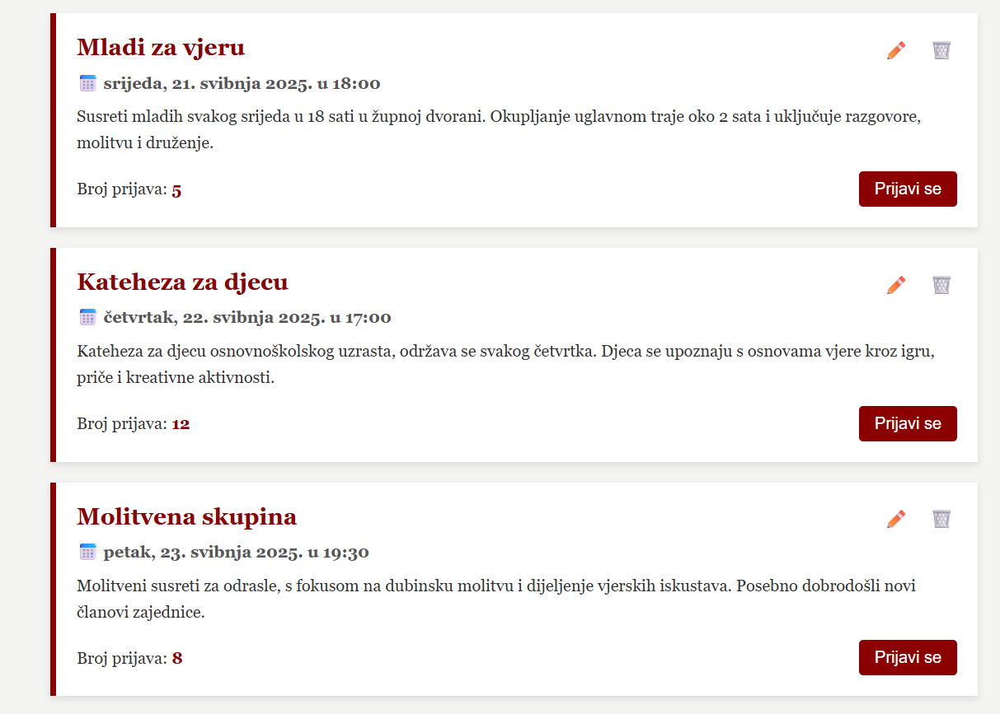 Mladi za vjeru
srijeda, 21. svibnja 2025. u 18:00
Susreti mladih svakog srijeda u 18 sati u župnoj dvorani. Okupljanje uglavnom traje oko 2 sata i uključuje razgovore,
molitvu i druženje.
Broj prijava: 5
Prijavi se
Kateheza za djecu
četvrtak, 22. svibnja 2025. u 17:00
Kateheza za djecu osnovnoškolskog uzrasta, održava se svakog četvrtka. Djeca se upoznaju s osnovama vjere kroz igru,
priče i kreativne aktivnosti.
Broj prijava: 12
Prijavi se
Molitvena skupina
petak, 23. svibnja 2025. u 19:30
Molitveni susreti za odrasle, s fokusom na dubinsku molitvu i dijeljenje vjerskih iskustava. Posebno dobrodošli novi
članovi zajednice.
Broj prijava: 8
Prijavi se